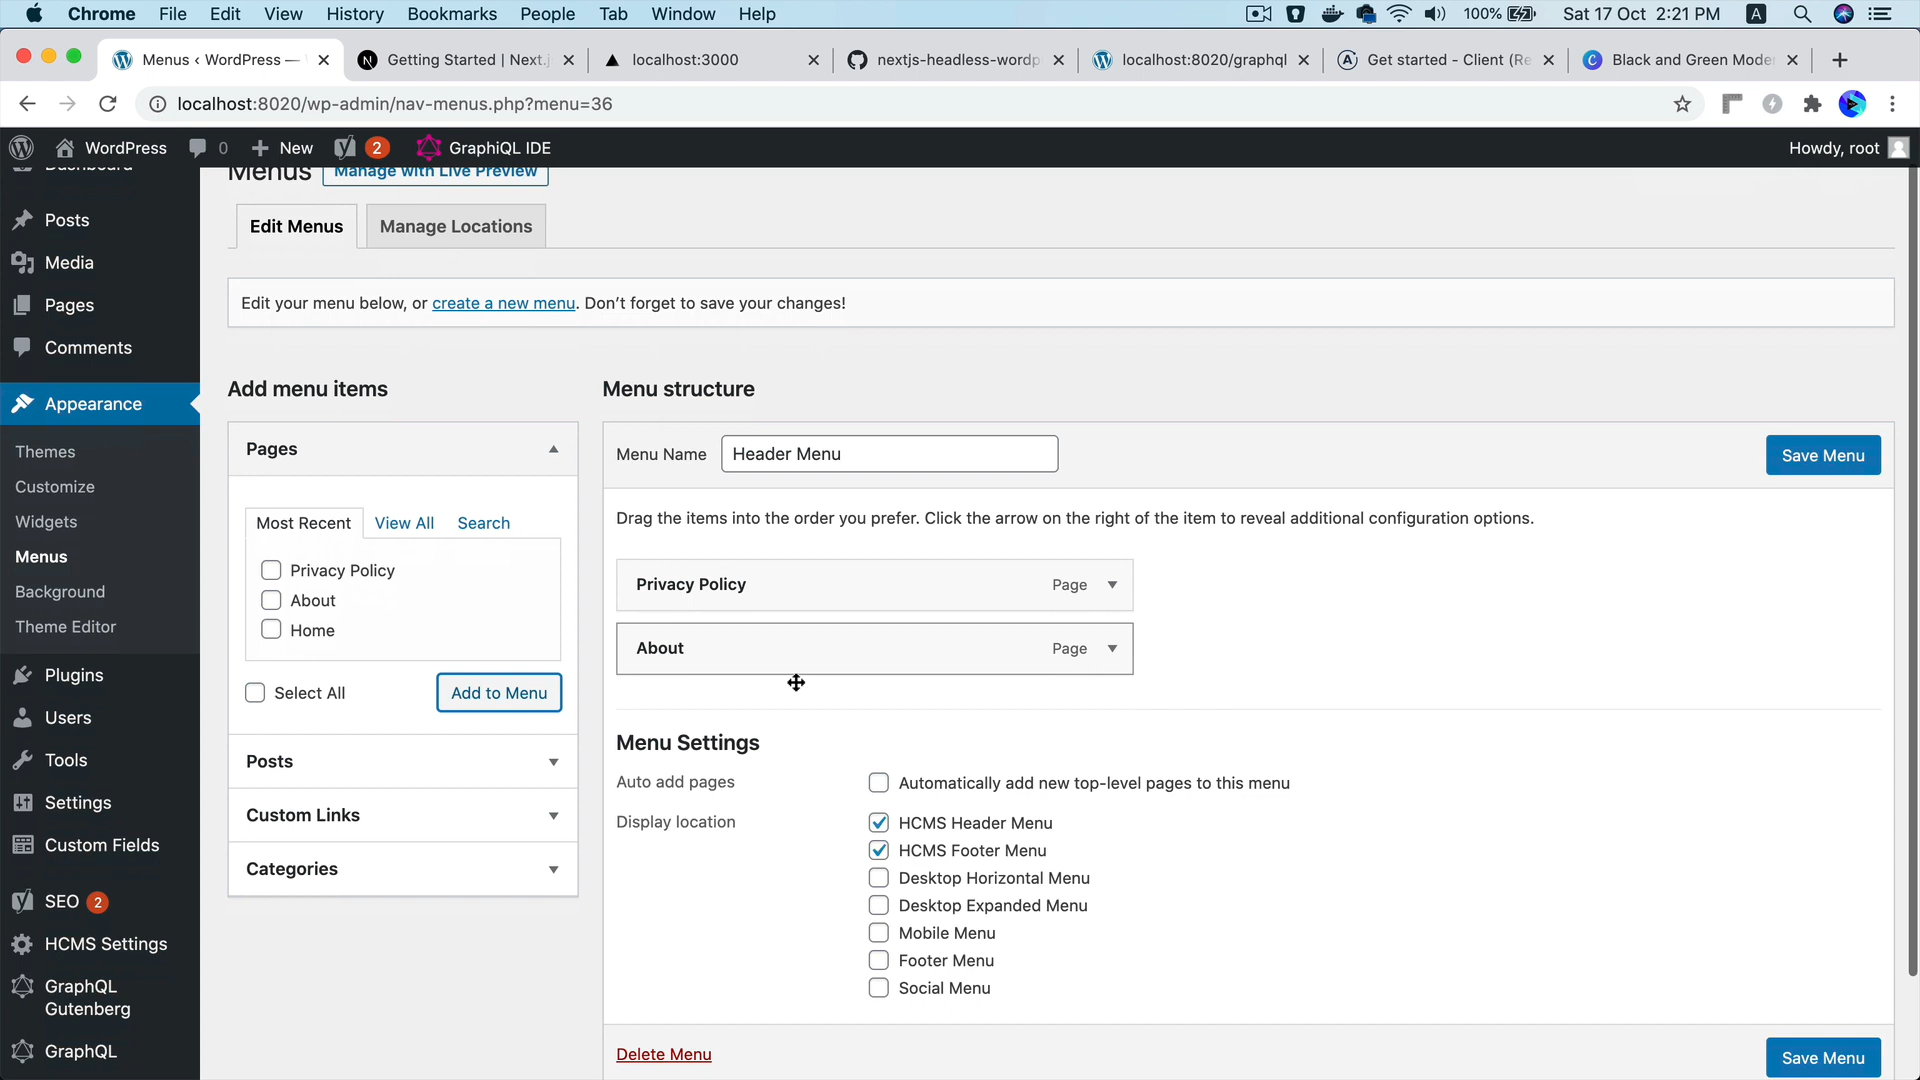 Chrome File Edit View History Bookmarks People Tab Window Help 100% Sat 17 Oct 2:21 PM A
Menus ‹ WordPress — Getting Started | Next.j localhost:3000 nextjs-headless-wordp localhost:8020/graphql Get started - Client (Re Black and Green Mode
localhost:8020/wp-admin/nav-menus.php?menu=36
WordPress 0 New 2 GraphiQL IDE Howdy, root
Dashboard
Posts
Media
Pages
Comments
Appearance
Themes
Customize
Widgets
Menus
Background
Theme Editor
Plugins
Users
Tools
Settings
Custom Fields
SEO 2
HCMS Settings
GraphQL
Gutenberg
GraphQL
Menus Manage with Live Preview
Edit Menus Manage Locations
Edit your menu below, or create a new menu. Don’t forget to save your changes!
Add menu items
Pages
Most Recent View All Search
Privacy Policy
About
Home
Select All Add to Menu
Posts
Custom Links
Categories
Menu structure
Menu Name Header Menu Save Menu
Drag the items into the order you prefer. Click the arrow on the right of the item to reveal additional configuration options.
Privacy Policy Page
About Page
Menu Settings
Auto add pages Automatically add new top-level pages to this menu
Display location HCMS Header Menu
HCMS Footer Menu
Desktop Horizontal Menu
Desktop Expanded Menu
Mobile Menu
Footer Menu
Social Menu
Delete Menu Save Menu